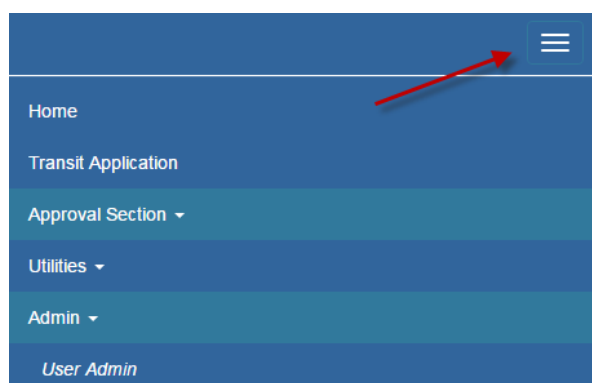 Home
Transit Application
Approval Section
Utilities
Admin
User Admin